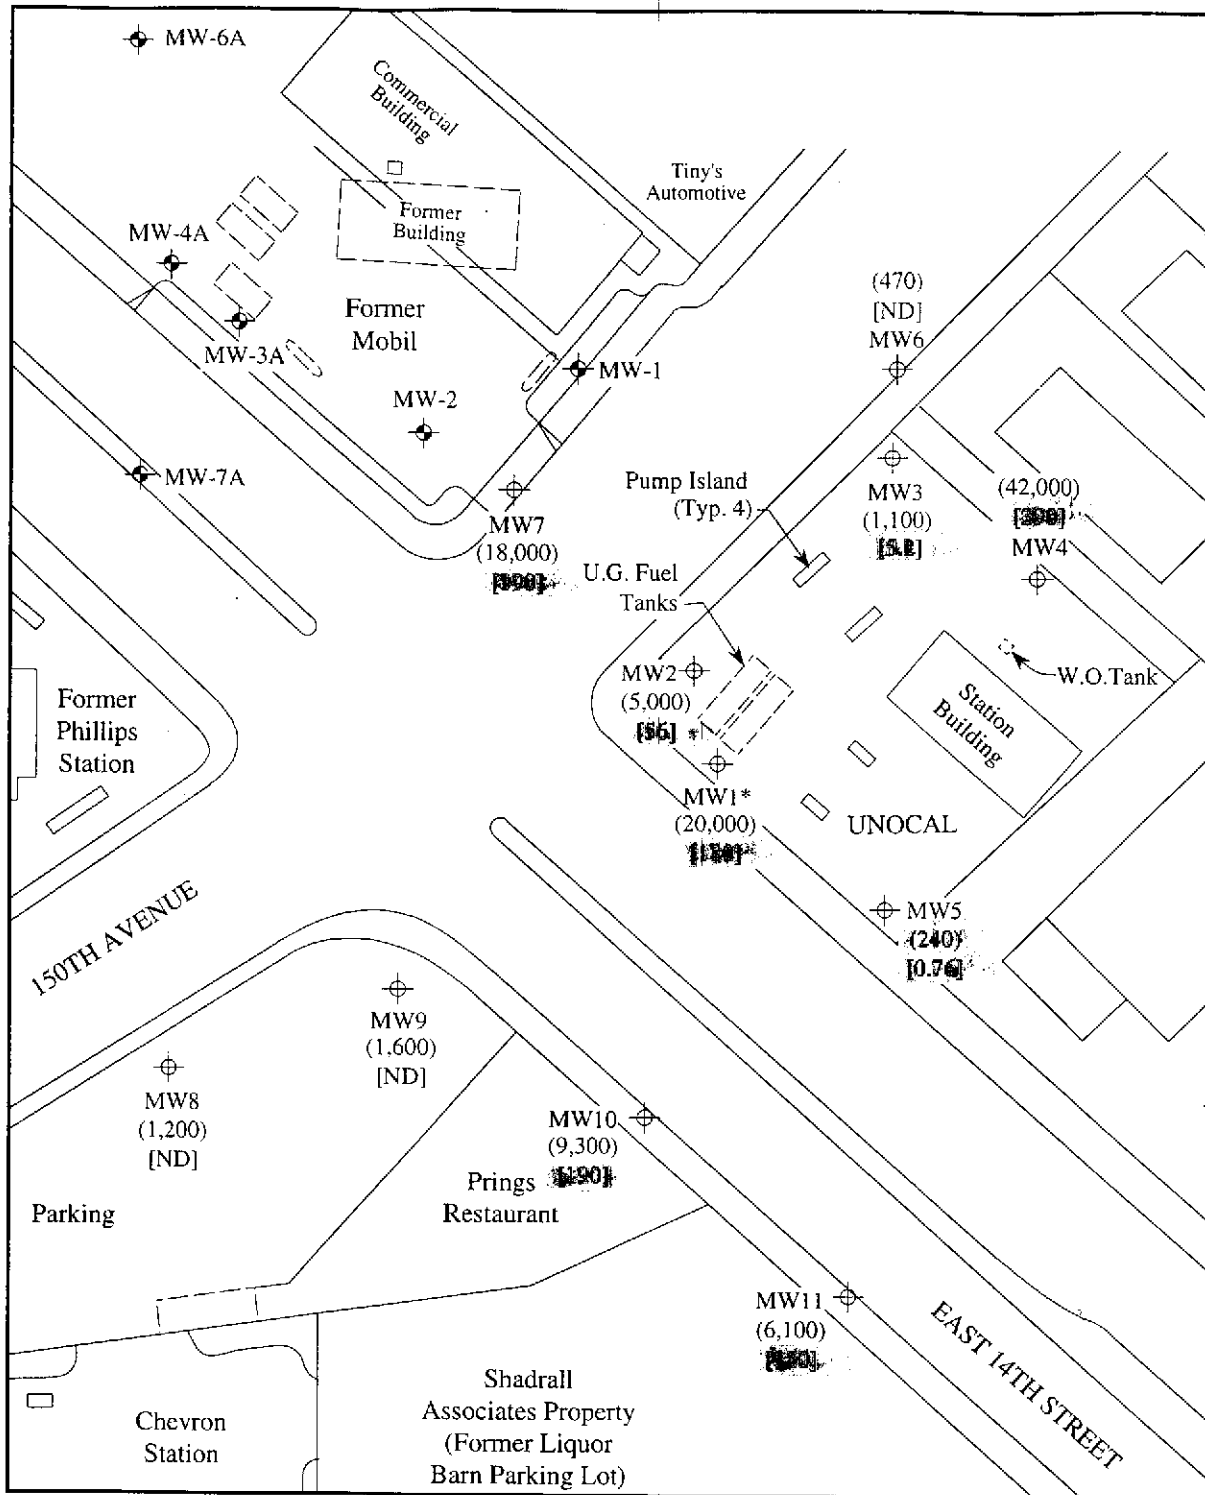 MW-6A
Commercial
Building
Tiny's
Automotive
Former
Building
MW-4A
(470)
[ND]
MW6
Former
Mobil
MW-3A
MW-1
MW-2
MW-7A
Pump Island
(Typ. 4)
MW3
(1,100)
(42,000)
MW4
MW7
(18,000)
U.G. Fuel
Tanks
MW2
(5,000)
W.O.Tank
Station
Building
Former
Phillips
Station
MW1*
(20,000)
UNOCAL
150TH AVENUE
MW5
(240)
[0.76]
MW9
(1,600)
[ND]
MW8
(1,200)
[ND]
MW10
(9,300)
[190]
Prings
Restaurant
Parking
MW11
(6,100)
EAST 14TH STREET
Shadrall
Associates Property
(Former Liquor
Barn Parking Lot)
Chevron
Station